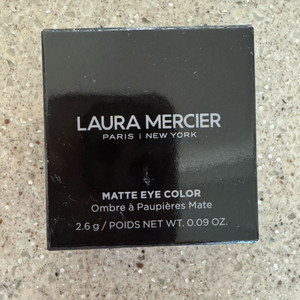 LAURA MERCIER
PARIS | NEW YORK
MATTE EYE COLOR
Ombre à Paupières Mate
2.6 g / POIDS NET WT. 0.09 OZ.